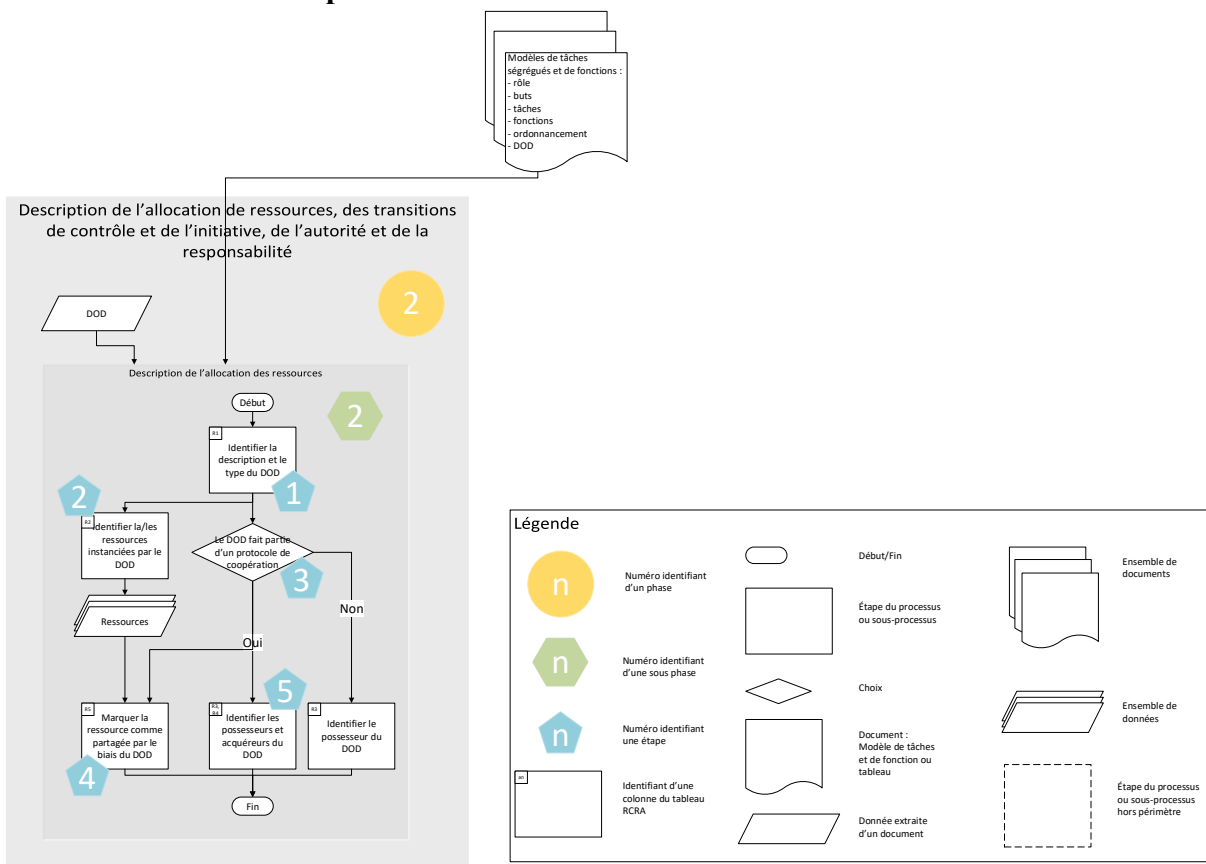 Modèles de tâches
ségrégués et de fonctions :
- rôle
- buts
- tâches
- fonctions
- ordonnancement
- DOD
Description de l'allocation de ressources, des transitions
de contrôle et de l'initiative, de l'autorité et de la
responsabilité
2
DOD
Description de l'allocation des ressources
Début
2
R1
Identifier la
description et le
type du DOD
1
2
R2
Identifier la/les
ressources
instanciées par le
DOD
Le DOD fait partie
d'un protocole de
coopération
3
Ressources
Non
Oui
5
R5
Marquer la
ressource comme
partagée par le
biais du DOD
4
R3,
R4
Identifier les
possesseurs et
acquéreurs du
DOD
R3
Identifier le
possesseur du
DOD
Fin
Légende
n
Numéro identifiant
d'un phase
n
Numéro identifiant
d'une sous phase
n
Numéro identifiant
une étape
an
Identifiant d'une
colonne du tableau
RCRA
Début/Fin
Étape du processus
ou sous-processus
Choix
Document :
Modèle de tâches
et de fonction ou
tableau
Donnée extraite
d'un document
Ensemble de
documents
Ensemble de
données
Étape du processus
ou sous-processus
hors périmètre